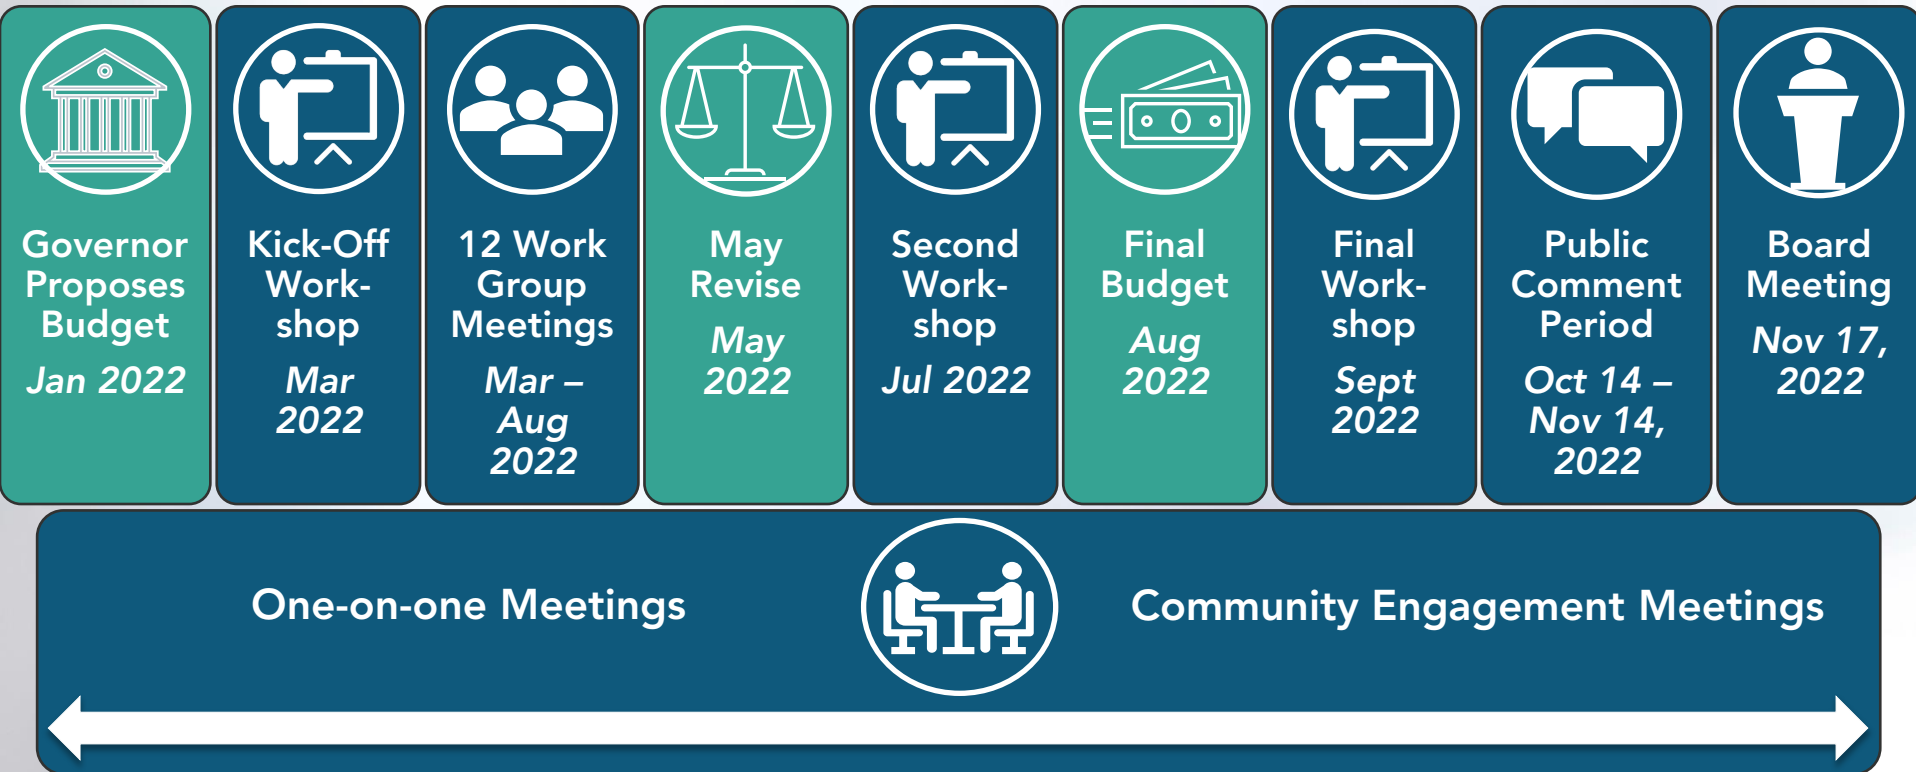 Governor
Proposes
Budget
Jan 2022
Kick-Off
Work-
shop
Mar
2022
12 Work
Group
Meetings
Mar –
Aug
2022
May
Revise
May
2022
Second
Work-
shop
Jul 2022
Final
Budget
Aug
2022
Final
Work-
shop
Sept
2022
Public
Comment
Period
Oct 14 –
Nov 14,
2022
Board
Meeting
Nov 17,
2022
One-on-one Meetings
Community Engagement Meetings